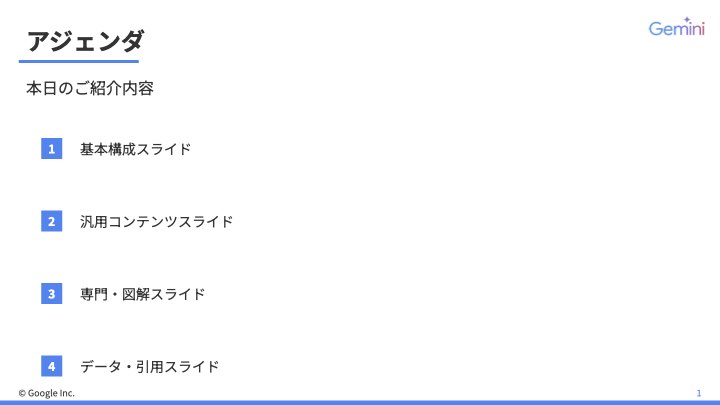 アジェンダ
Gemini
本日のご紹介内容
1 基本構成スライド
2 汎用コンテンツスライド
3 専門・図解スライド
4 データ・引用スライド
© Google Inc.
1